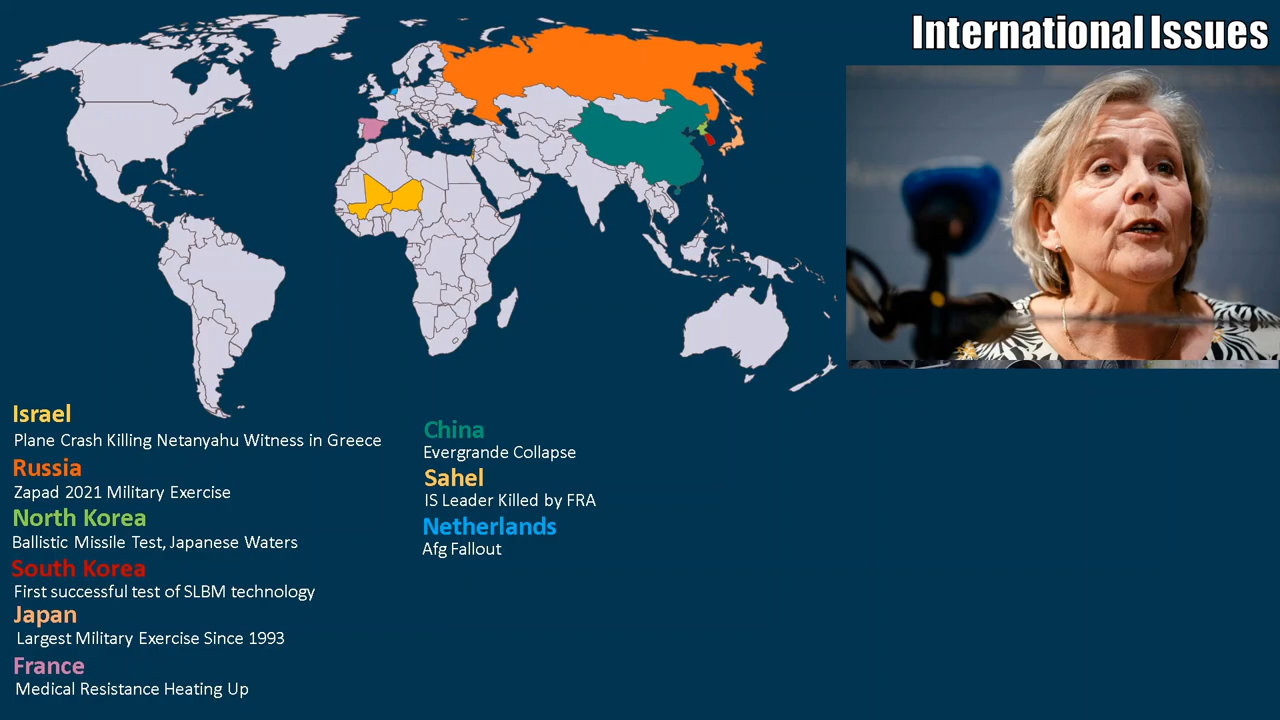 International Issues
Israel
Plane Crash Killing Netanyahu Witness in Greece
Russia
Zapad 2021 Military Exercise
North Korea
Ballistic Missile Test, Japanese Waters
South Korea
First successful test of SLBM technology
Japan
Largest Military Exercise Since 1993
France
Medical Resistance Heating Up
China
Evergrande Collapse
Sahel
IS Leader Killed by FRA
Netherlands
Afg Fallout